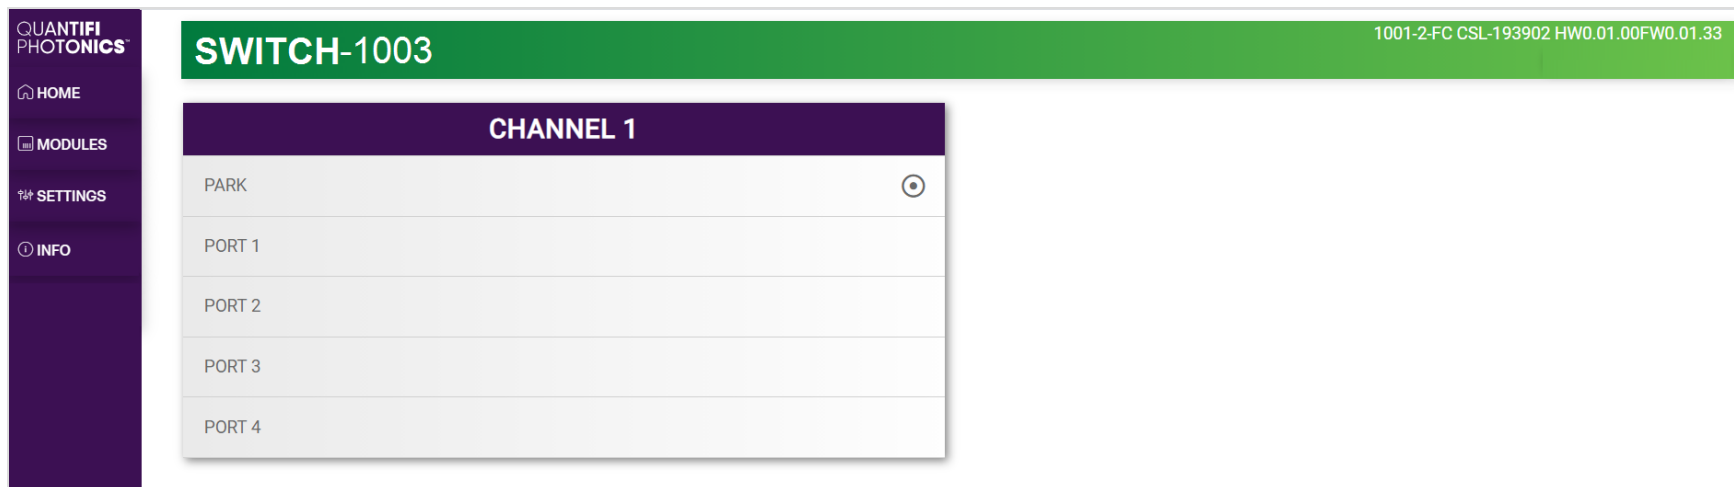 QUANTIFI
PHOTONICS™
HOME
MODULES
SETTINGS
INFO
SWITCH-1003
1001-2-FC CSL-193902 HW0.01.00FW0.01.33
CHANNEL 1
PARK
PORT 1
PORT 2
PORT 3
PORT 4